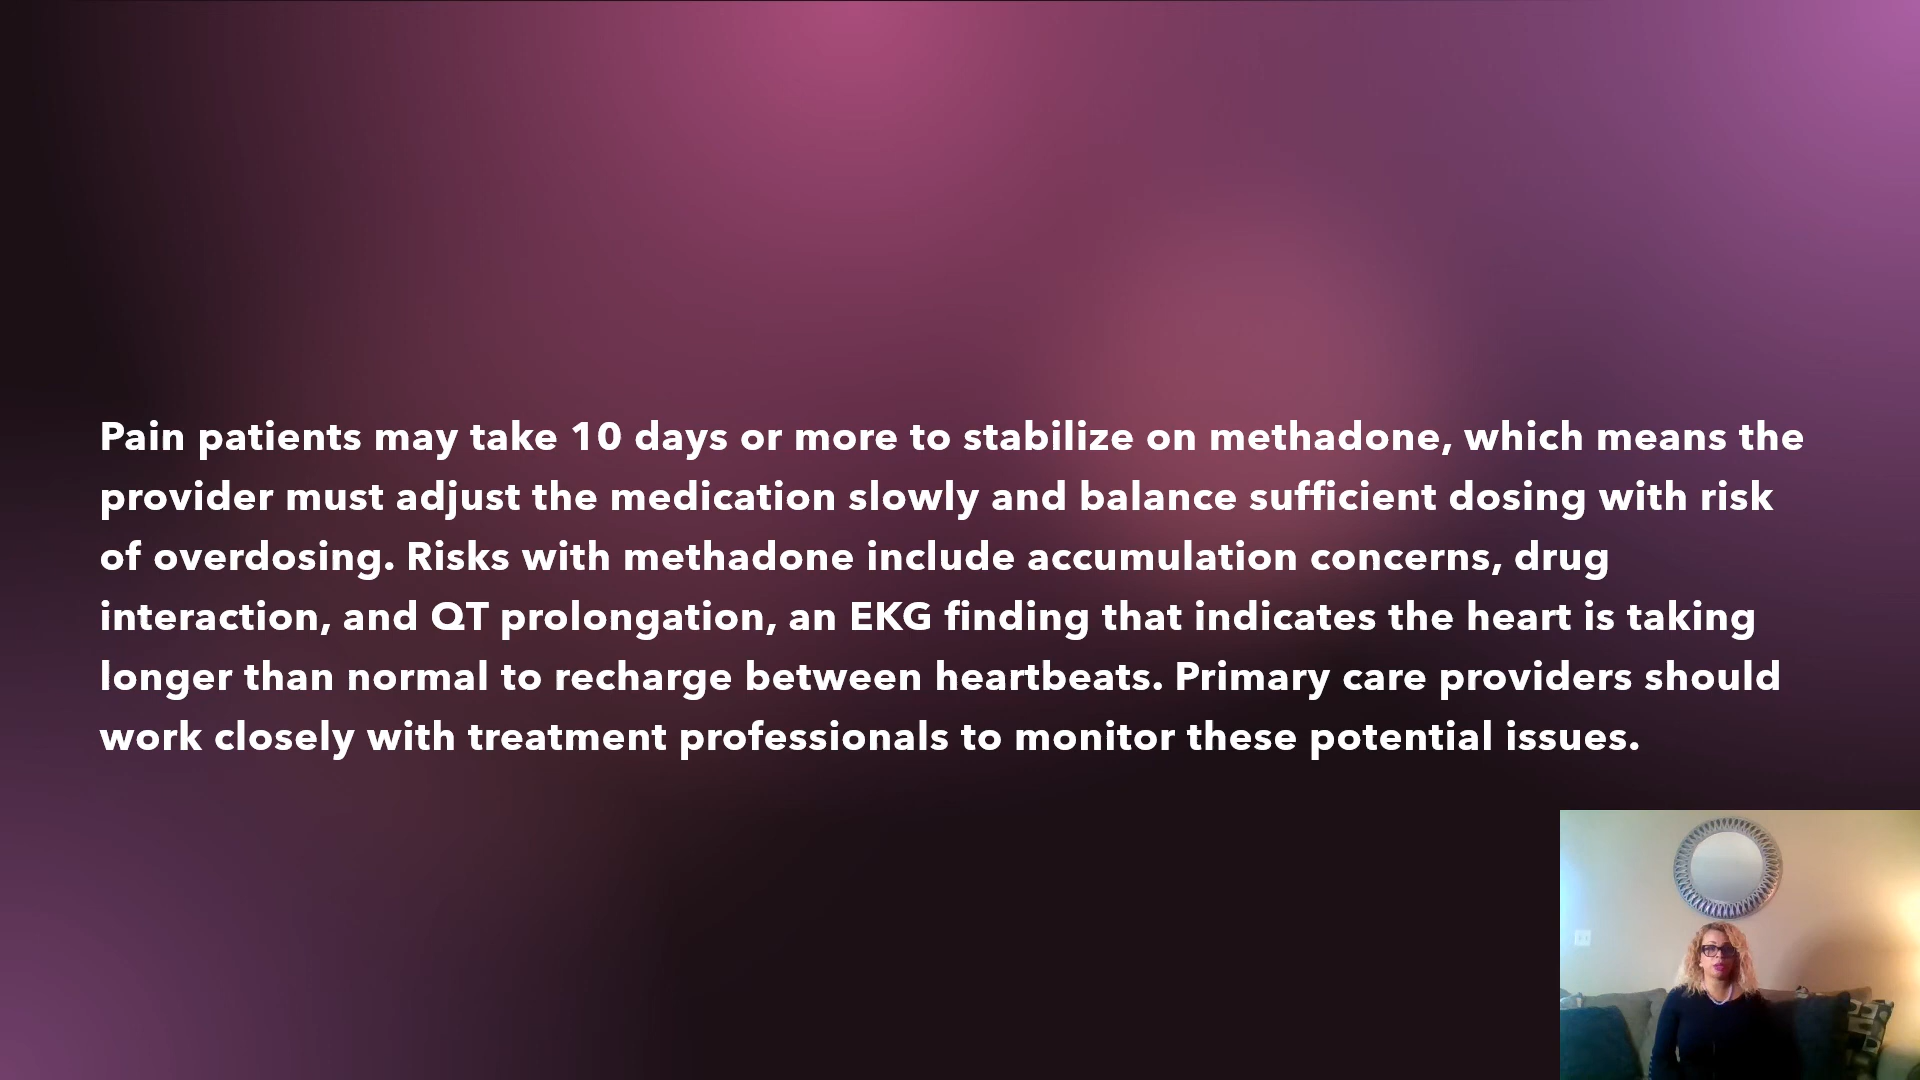 Pain patients may take 10 days or more to stabilize on methadone, which means the
provider must adjust the medication slowly and balance sufficient dosing with risk
of overdosing. Risks with methadone include accumulation concerns, drug
interaction, and QT prolongation, an EKG finding that indicates the heart is taking
longer than normal to recharge between heartbeats. Primary care providers should
work closely with treatment professionals to monitor these potential issues.